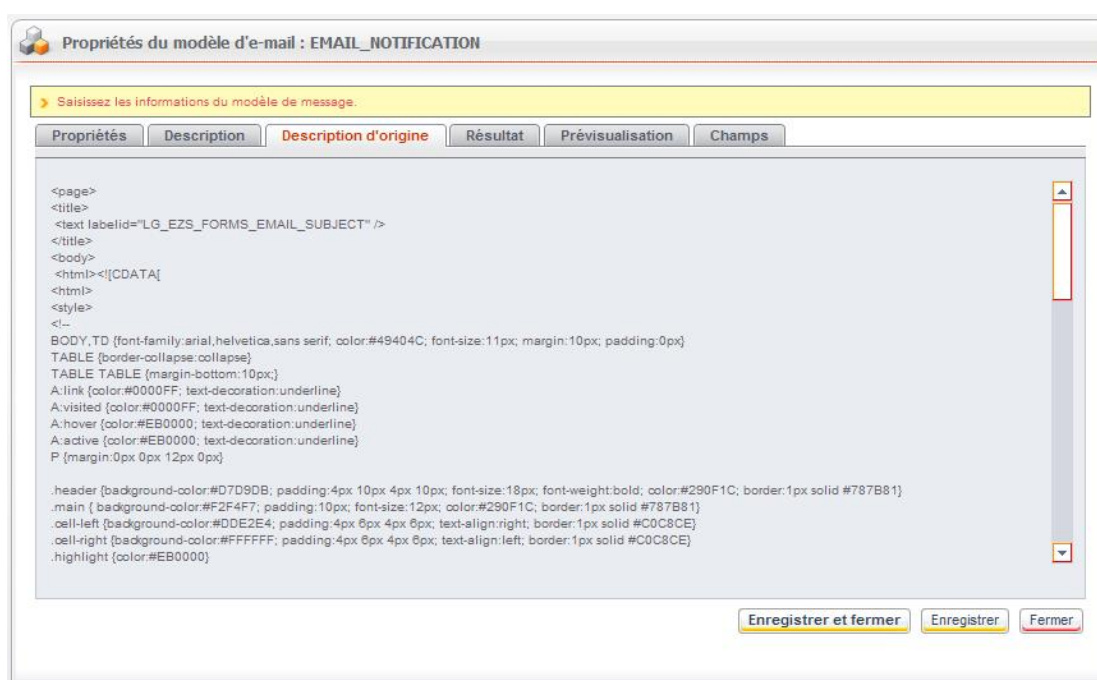 Propriétés du modèle d'e-mail : EMAIL_NOTIFICATION
Saisissez les informations du modèle de message.
Propriétés Description Description d'origine Résultat Prévisualisation Champs
<page>
<title>
<text labelid="LG_EZS_FORMS_EMAIL_SUBJECT" />
</title>
<body>
<html><![CDATA[
<html>
<style>
<!--
BODY,TD {font-family:arial,helvetica,sans serif; color:#49404C; font-size:11px; margin:10px; padding:0px}
TABLE {border-collapse:collapse}
TABLE TABLE {margin-bottom:10px;}
A:link {color:#0000FF; text-decoration:underline}
A:visited {color:#0000FF; text-decoration:underline}
A:hover {color:#EB0000; text-decoration:underline}
A:active {color:#EB0000; text-decoration:underline}
P {margin:0px 0px 12px 0px}
.header {background-color:#D7D9DB; padding:4px 10px 4px 10px; font-size:18px; font-weight:bold; color:#290F1C; border:1px solid #787B81}
.main { background-color:#F2F4F7; padding:10px; font-size:12px; color:#290F1C; border:1px solid #787B81}
.cell-left {background-color:#DDE2E4; padding:4px 6px 4px 6px; text-align:right; border:1px solid #C0C8CE}
.cell-right {background-color:#FFFFFF; padding:4px 6px 4px 6px; text-align:left; border:1px solid #C0C8CE}
.highlight {color:#EB0000}
Enregistrer et fermer Enregistrer Fermer